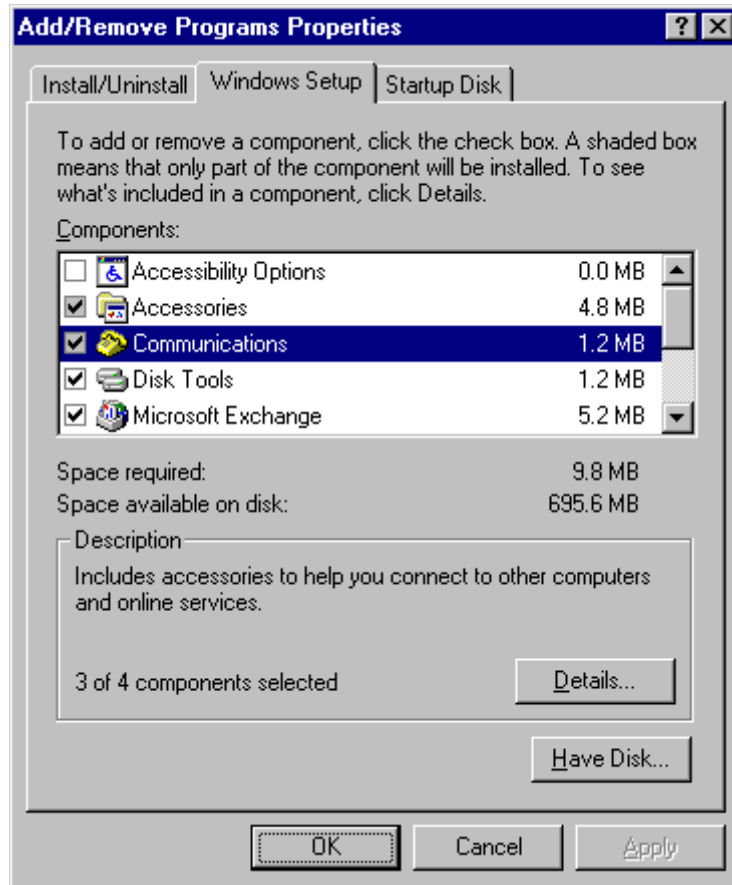 Add/Remove Programs Properties
Install/Uninstall Windows Setup Startup Disk
To add or remove a component, click the check box. A shaded box
means that only part of the component will be installed. To see
what's included in a component, click Details.
Components:
Accessibility Options 0.0 MB
Accessories 4.8 MB
Communications 1.2 MB
Disk Tools 1.2 MB
Microsoft Exchange 5.2 MB
Space required: 9.8 MB
Space available on disk: 695.6 MB
Description
Includes accessories to help you connect to other computers
and online services.
3 of 4 components selected Details...
Have Disk...
OK Cancel Apply